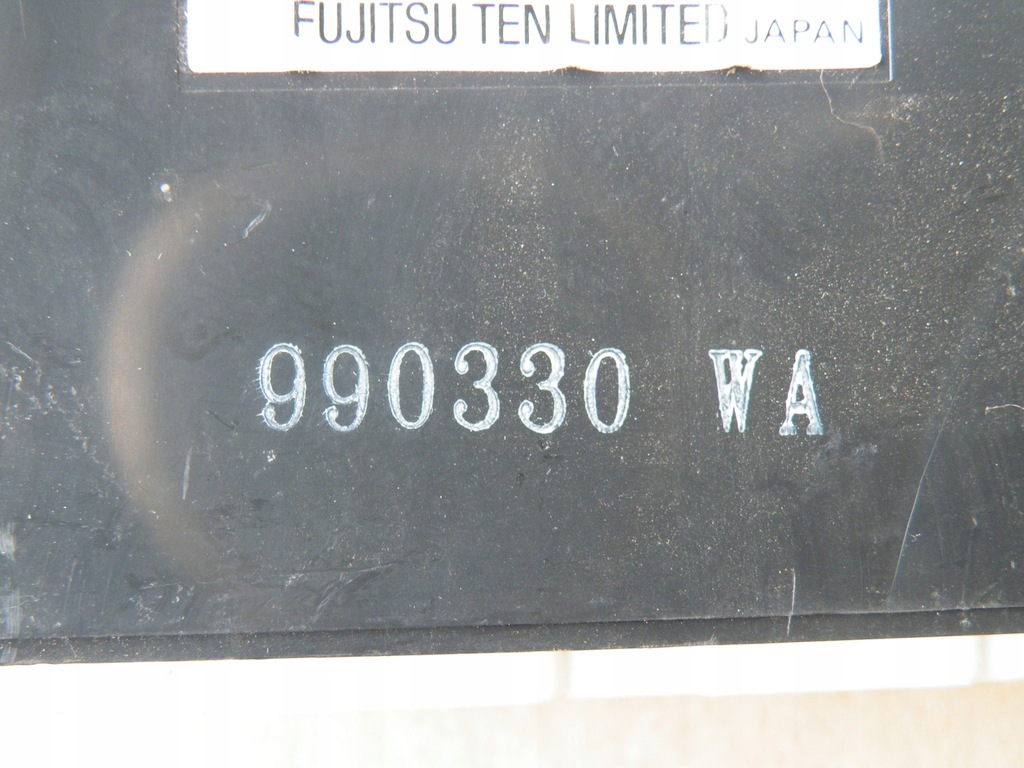 FUJITSU TEN LIMITED JAPAN
990330 WA